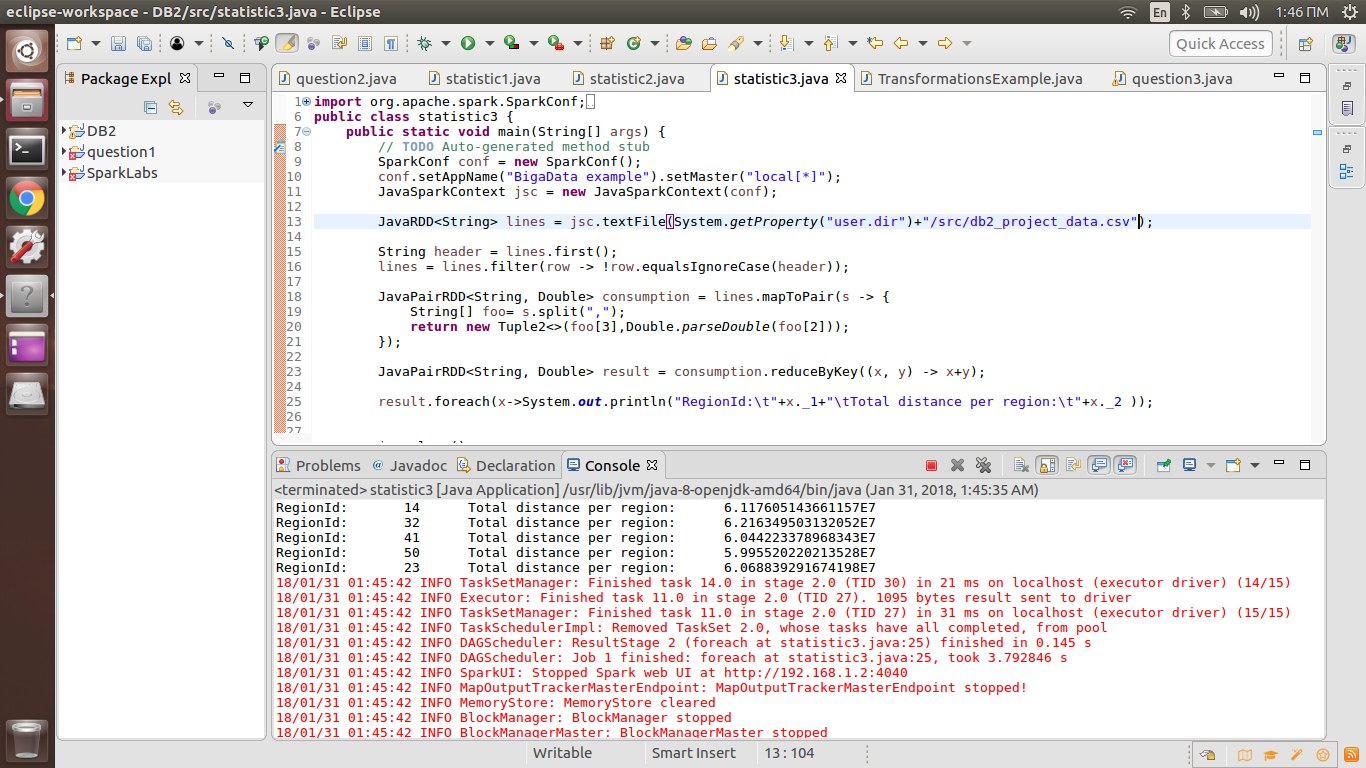 eclipse-workspace - DB2/src/statistic3.java - Eclipse
En
1:46 ΠΜ
Quick Access
Package Expl
DB2
question1
SparkLabs
question2.java
statistic1.java
statistic2.java
statistic3.java
TransformationsExample.java
question3.java
1 import org.apache.spark.SparkConf;
6 public class statistic3 {
7 public static void main(String[] args) {
8 // TODO Auto-generated method stub
9 SparkConf conf = new SparkConf();
10 conf.setAppName("BigaData example").setMaster("local[*]");
11 JavaSparkContext jsc = new JavaSparkContext(conf);
12
13 JavaRDD<String> lines = jsc.textFile(System.getProperty("user.dir")+"/src/db2_project_data.csv");
14
15 String header = lines.first();
16 lines = lines.filter(row -> !row.equalsIgnoreCase(header));
17
18 JavaPairRDD<String, Double> consumption = lines.mapToPair(s -> {
19 String[] foo= s.split(",");
20 return new Tuple2<>(foo[3],Double.parseDouble(foo[2]));
21 });
22
23 JavaPairRDD<String, Double> result = consumption.reduceByKey((x, y) -> x+y);
24
25 result.foreach(x->System.out.println("RegionId:\t"+x._1+"\tTotal distance per region:\t"+x._2 ));
26
27
Problems
Javadoc
Declaration
Console
<terminated> statistic3 [Java Application] /usr/lib/jvm/java-8-openjdk-amd64/bin/java (Jan 31, 2018, 1:45:35 AM)
RegionId: 14 Total distance per region: 6.117605143661157E7
RegionId: 32 Total distance per region: 6.216349503132052E7
RegionId: 41 Total distance per region: 6.044223378968343E7
RegionId: 50 Total distance per region: 5.995520220213528E7
RegionId: 23 Total distance per region: 6.068839291674198E7
18/01/31 01:45:42 INFO TaskSetManager: Finished task 14.0 in stage 2.0 (TID 30) in 21 ms on localhost (executor driver) (14/15)
18/01/31 01:45:42 INFO Executor: Finished task 11.0 in stage 2.0 (TID 27). 1095 bytes result sent to driver
18/01/31 01:45:42 INFO TaskSetManager: Finished task 11.0 in stage 2.0 (TID 27) in 31 ms on localhost (executor driver) (15/15)
18/01/31 01:45:42 INFO TaskSchedulerImpl: Removed TaskSet 2.0, whose tasks have all completed, from pool
18/01/31 01:45:42 INFO DAGScheduler: ResultStage 2 (foreach at statistic3.java:25) finished in 0.145 s
18/01/31 01:45:42 INFO DAGScheduler: Job 1 finished: foreach at statistic3.java:25, took 3.792846 s
18/01/31 01:45:42 INFO SparkUI: Stopped Spark web UI at http://192.168.1.2:4040
18/01/31 01:45:42 INFO MapOutputTrackerMasterEndpoint: MapOutputTrackerMasterEndpoint stopped!
18/01/31 01:45:42 INFO MemoryStore: MemoryStore cleared
18/01/31 01:45:42 INFO BlockManager: BlockManager stopped
18/01/31 01:45:42 INFO BlockManagerMaster: BlockManagerMaster stopped
Writable
Smart Insert
13 : 104